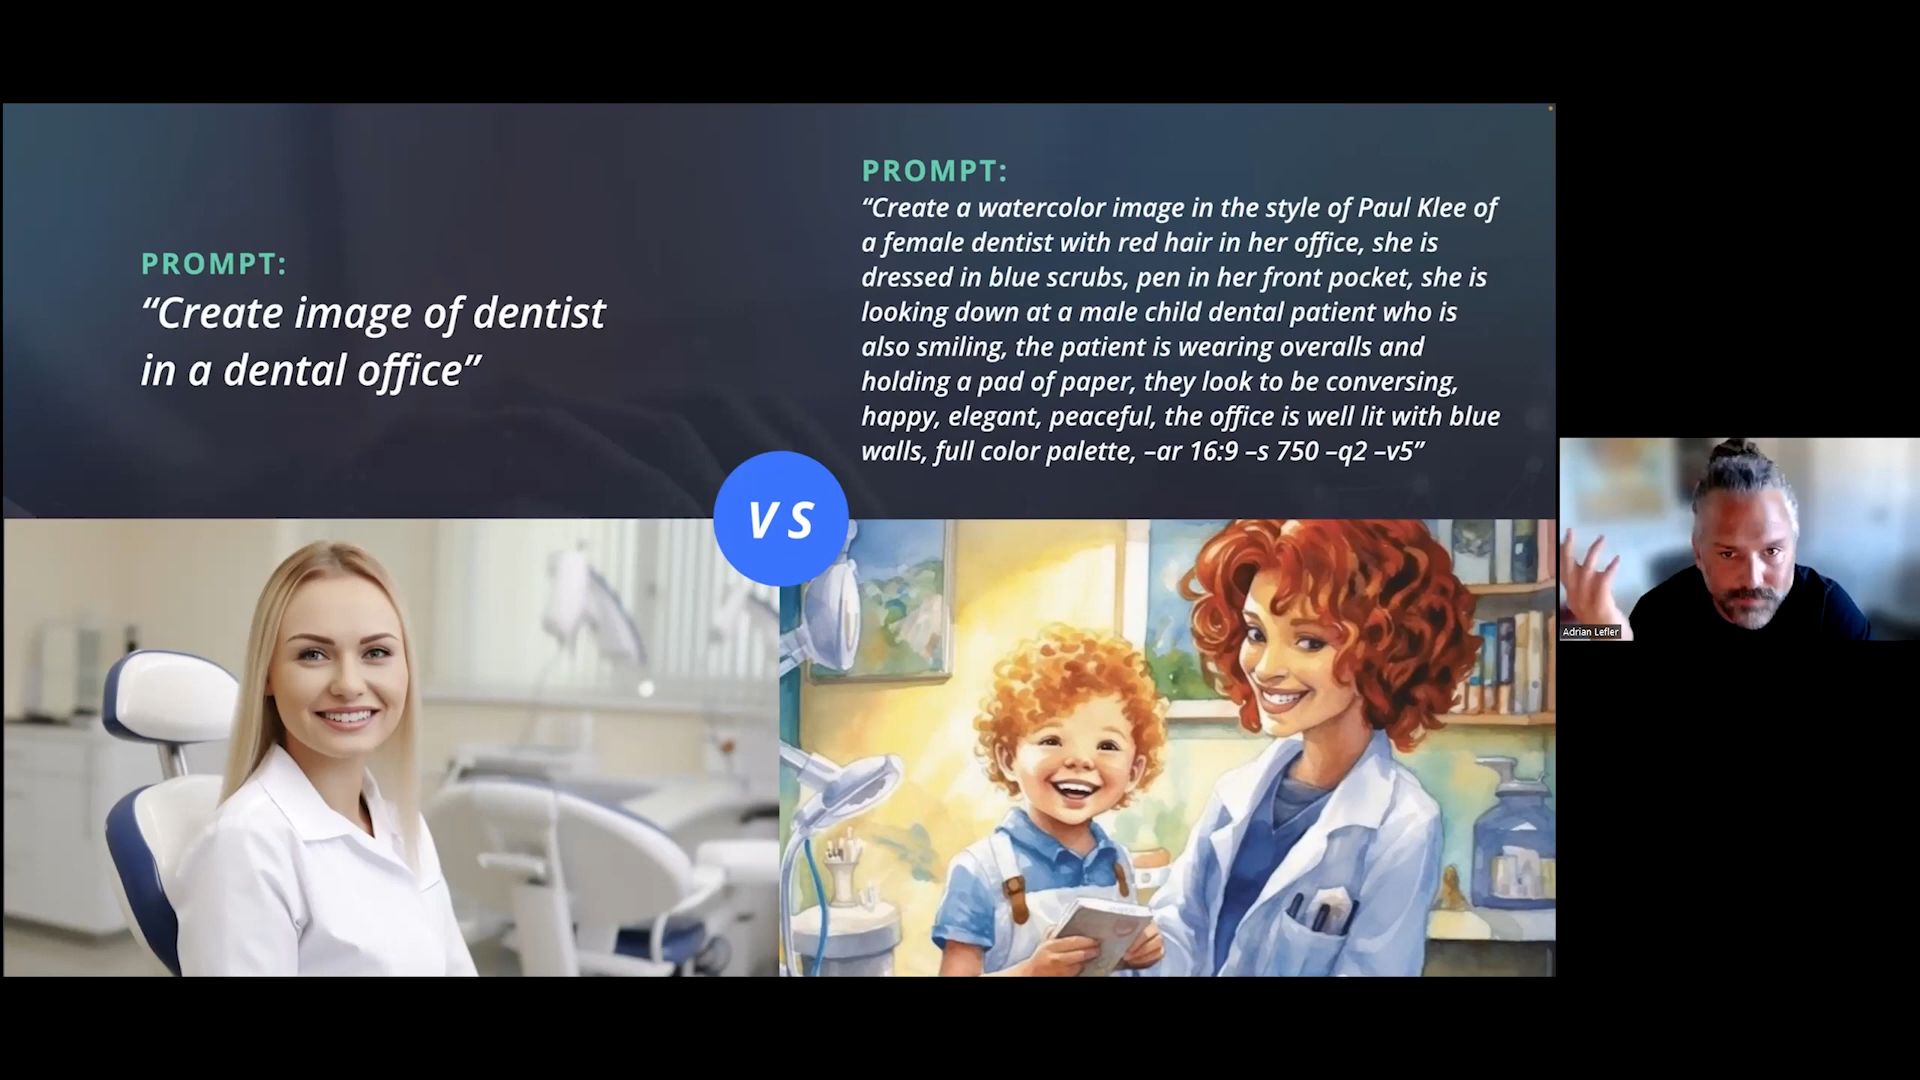 PROMPT:
“Create image of dentist
in a dental office”
PROMPT:
“Create a watercolor image in the style of Paul Klee of
a female dentist with red hair in her office, she is
dressed in blue scrubs, pen in her front pocket, she is
looking down at a male child dental patient who is
also smiling, the patient is wearing overalls and
holding a pad of paper, they look to be conversing,
happy, elegant, peaceful, the office is well lit with blue
walls, full color palette, –ar 16:9 –s 750 –q2 –v5”
VS
Adrian Lefler